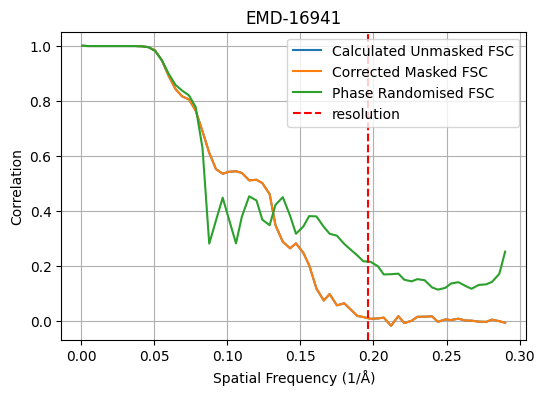 EMD-16941
Calculated Unmasked FSC
Corrected Masked FSC
Phase Randomised FSC
resolution
Correlation
1.0
0.8
0.6
0.4
0.2
0.0
0.00 0.05 0.10 0.15 0.20 0.25 0.30
Spatial Frequency (1/Å)